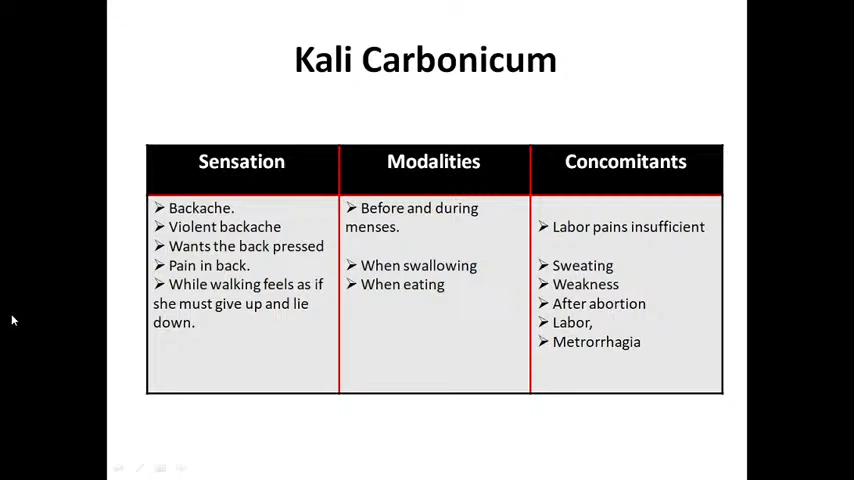 Kali Carbonicum
Sensation
Modalities
Concomitants
➢ Backache.
➢ Violent backache
➢ Wants the back pressed
➢ Pain in back.
➢ While walking feels as if
she must give up and lie
down.
➢ Before and during
menses.
➢ When swallowing
➢ When eating
➢ Labor pains insufficient
➢ Sweating
➢ Weakness
➢ After abortion
➢ Labor,
➢ Metrorrhagia